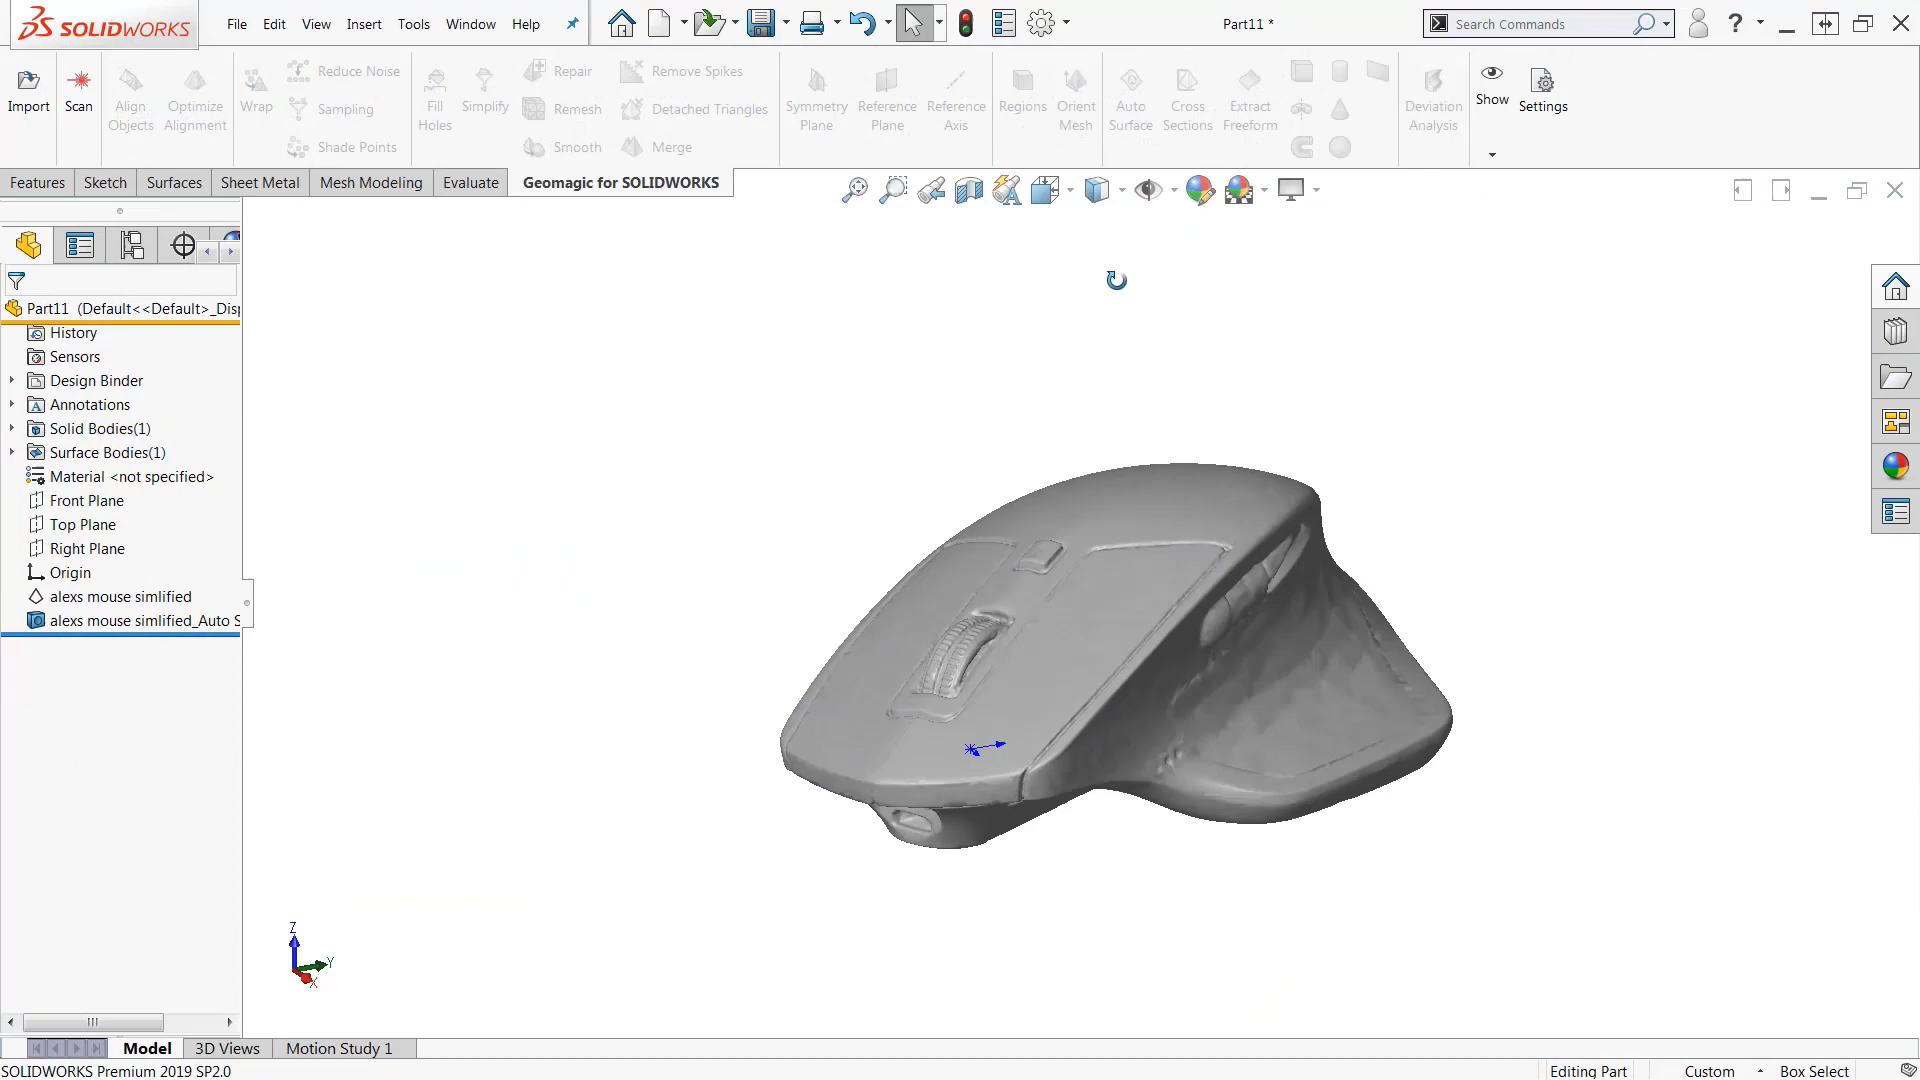 SOLIDWORKS
File Edit View Insert Tools Window Help
Part11 *
Search Commands
?
Import
Scan
Align Objects
Optimize Alignment
Wrap
Reduce Noise
Sampling
Shade Points
Fill Holes
Simplify
Repair
Remesh
Smooth
Remove Spikes
Detached Triangles
Merge
Symmetry Plane
Reference Plane
Reference Axis
Regions
Orient Mesh
Auto Surface
Cross Sections
Extract Freeform
Deviation Analysis
Show
Settings
Features Sketch Surfaces Sheet Metal Mesh Modeling Evaluate Geomagic for SOLIDWORKS
Part11 (Default<<Default>_Disp
History
Sensors
Design Binder
Annotations
Solid Bodies(1)
Surface Bodies(1)
Material <not specified>
Front Plane
Top Plane
Right Plane
Origin
alexs mouse simlified
alexs mouse simlified_Auto S
Z
Y
X
Model 3D Views Motion Study 1
SOLIDWORKS Premium 2019 SP2.0
Editing Part Custom Box Select